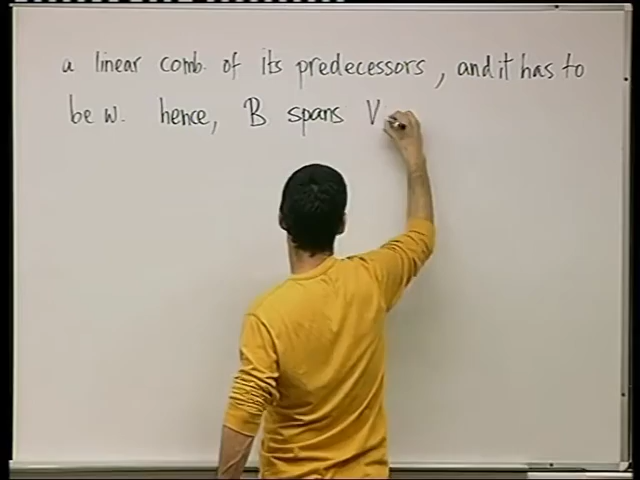 a linear comb. of its predecessors, and it has to
be w. hence, B spans V